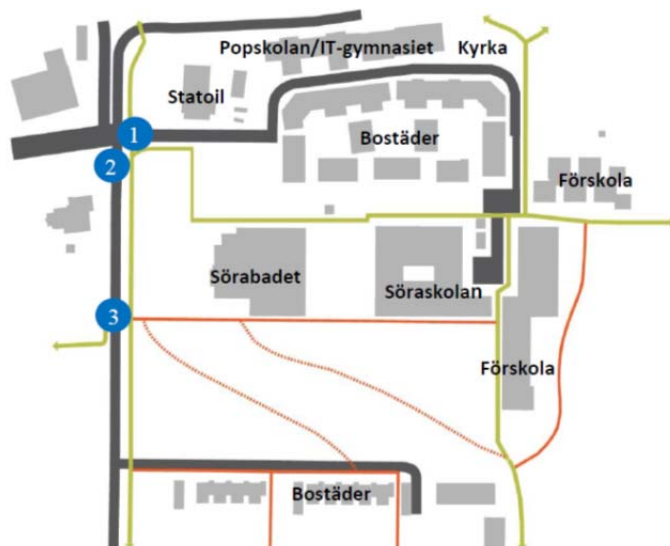 Popskolan/IT-gymnasiet Kyrka
Statoil
1
Bostäder
2
Förskola
Sörabadet
Söraskolan
3
Förskola
Bostäder